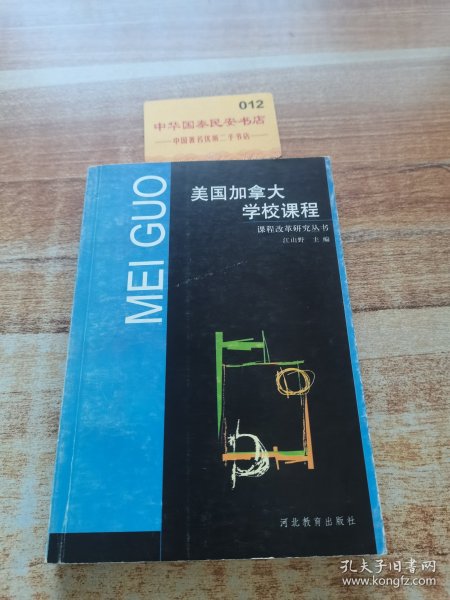 012
中华国泰民安书店
中国著名优质二手书店
MEI GUO
美国加拿大
学校课程
课程改革研究丛书
江山野 主编
河北教育出版社
孔夫子旧书网
www.kongfz.com